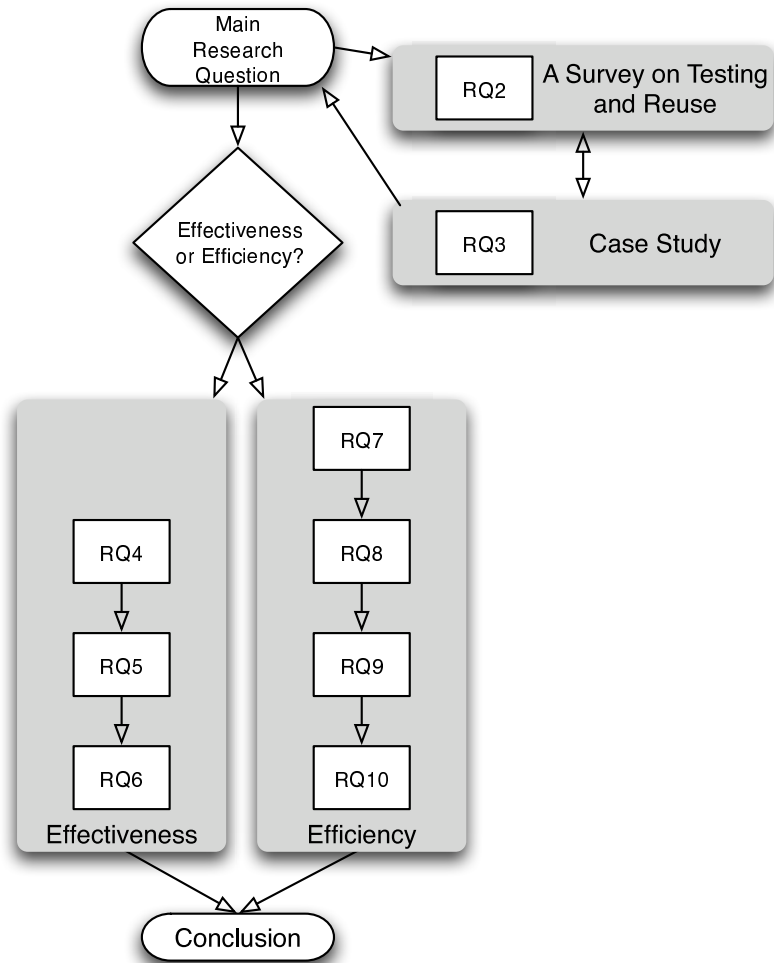 Main
Research
Question
RQ2
A Survey on Testing
and Reuse
RQ3
Case Study
Effectiveness
or Efficiency?
RQ4
RQ5
RQ6
Effectiveness
RQ7
RQ8
RQ9
RQ10
Efficiency
Conclusion